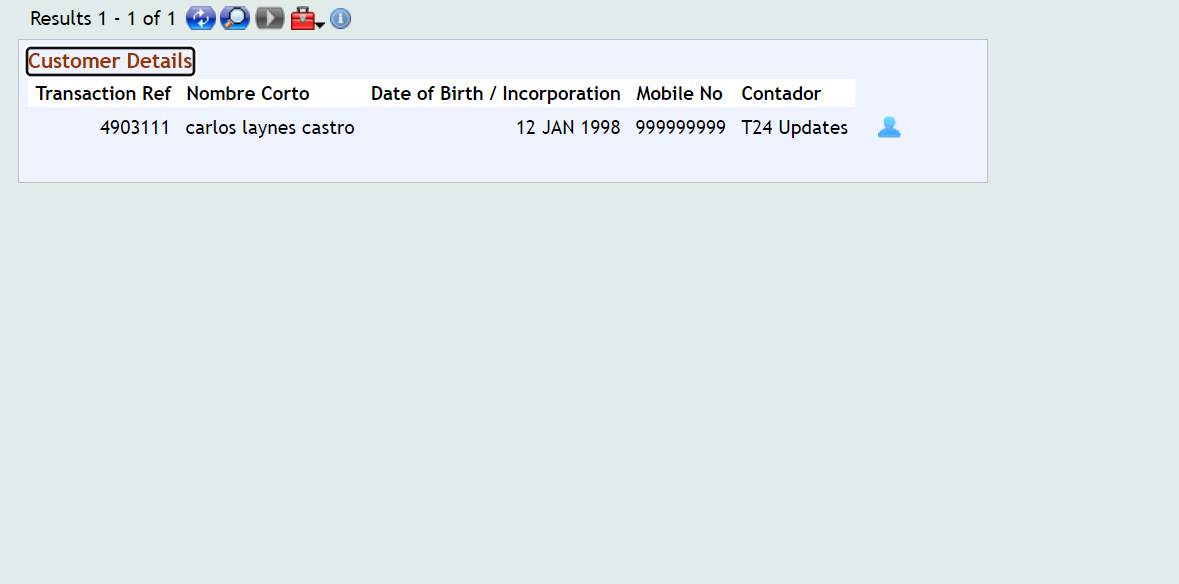 Results 1 - 1 of 1
Customer Details
Transaction Ref Nombre Corto Date of Birth / Incorporation Mobile No Contador
4903111 carlos laynes castro 12 JAN 1998 999999999 T24 Updates